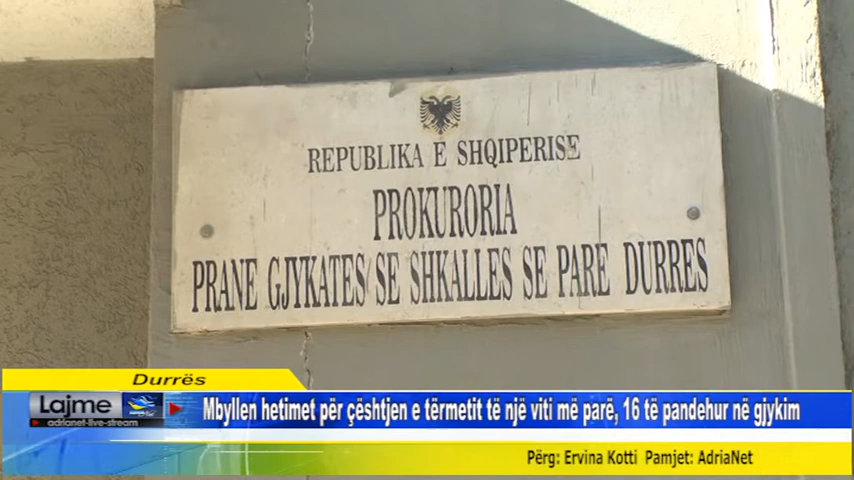 REPUBLIKA E SHQIPERISE
PROKURORIA
PRANE GJYKATES SE SHKALLES SE PARE DURRES
Durrës
Lajme
adrianet-live-stream
Mbyllen hetimet për çështjen e tërmetit të një viti më parë, 16 të pandehur në gjykim
Përg: Ervina Kotti Pamjet: AdriaNet